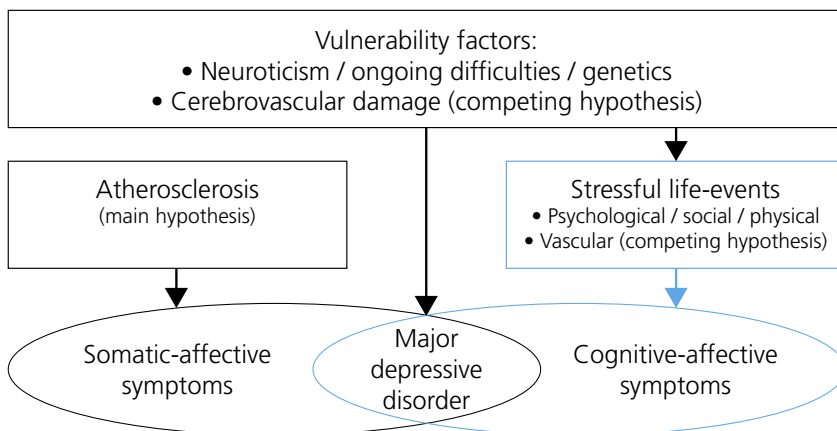 Vulnerability factors:
• Neuroticism / ongoing difficulties / genetics
• Cerebrovascular damage (competing hypothesis)
Atherosclerosis
(main hypothesis)
Stressful life-events
• Psychological / social / physical
• Vascular (competing hypothesis)
Somatic-affective
symptoms
Major
depressive
disorder
Cognitive-affective
symptoms